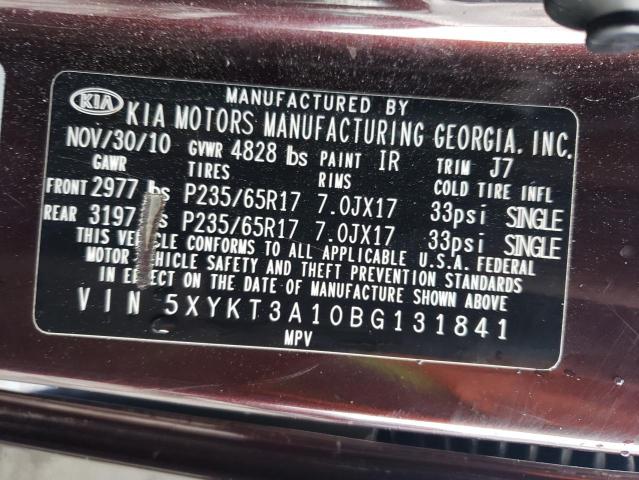 MANUFACTURED BY
KIA KIA MOTORS MANUFACTURING GEORGIA, INC.
NOV/30/10 GVWR 4828 lbs PAINT IR TRIM J7
GAWR TIRES RIMS COLD TIRE INFL
FRONT 2977 lbs P235/65R17 7.0JX17 33psi SINGLE
REAR 3197 lbs P235/65R17 7.0JX17 33psi SINGLE
THIS VEHICLE CONFORMS TO ALL APPLICABLE U.S.A. FEDERAL
MOTOR VEHICLE SAFETY AND THEFT PREVENTION STANDARDS
IN EFFECT ON THE DATE OF MANUFACTURE SHOWN ABOVE
VIN 5XYKT3A10BG131841
MPV